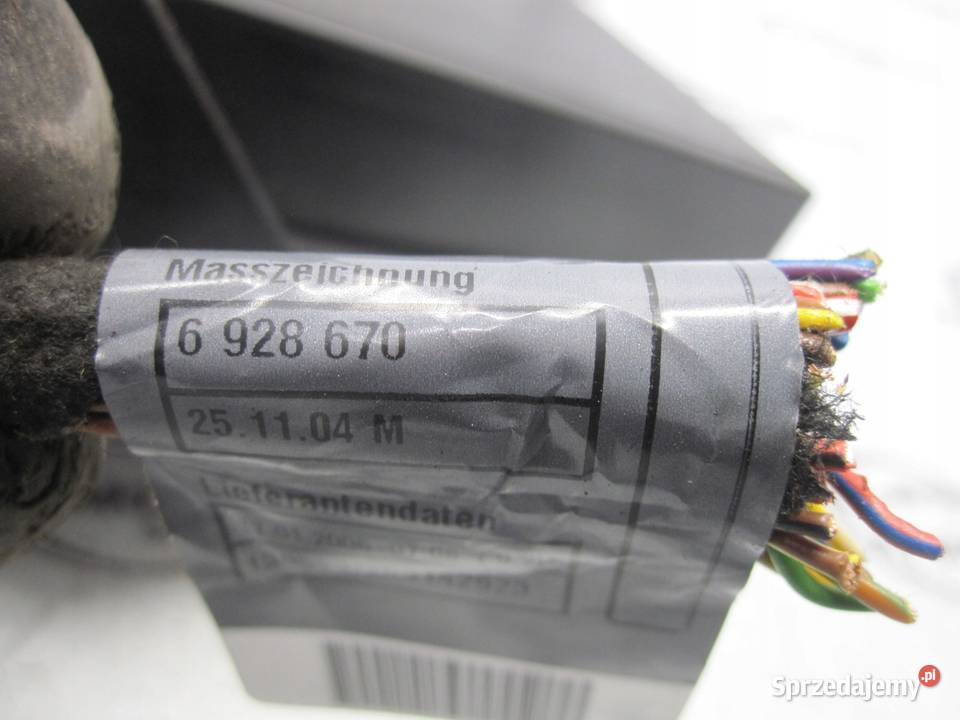 Masszeichnung
6 928 670
25.11.04 M
Lieferantendaten
Sprzedajemy.pl